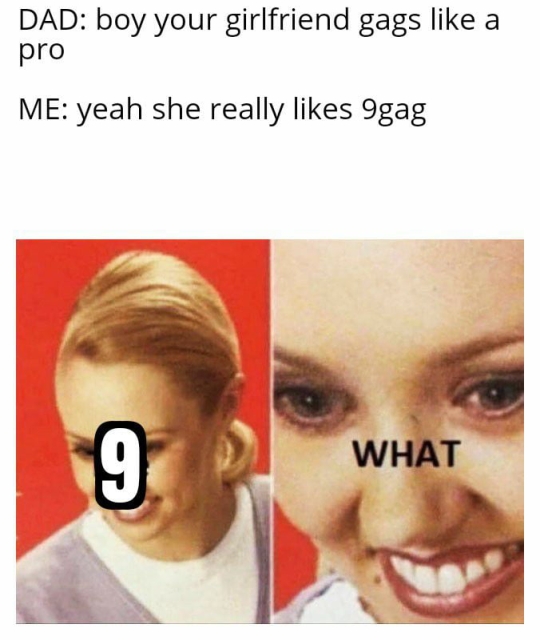 DAD: boy your girlfriend gags like a
pro
ME: yeah she really likes 9gag
9
WHAT